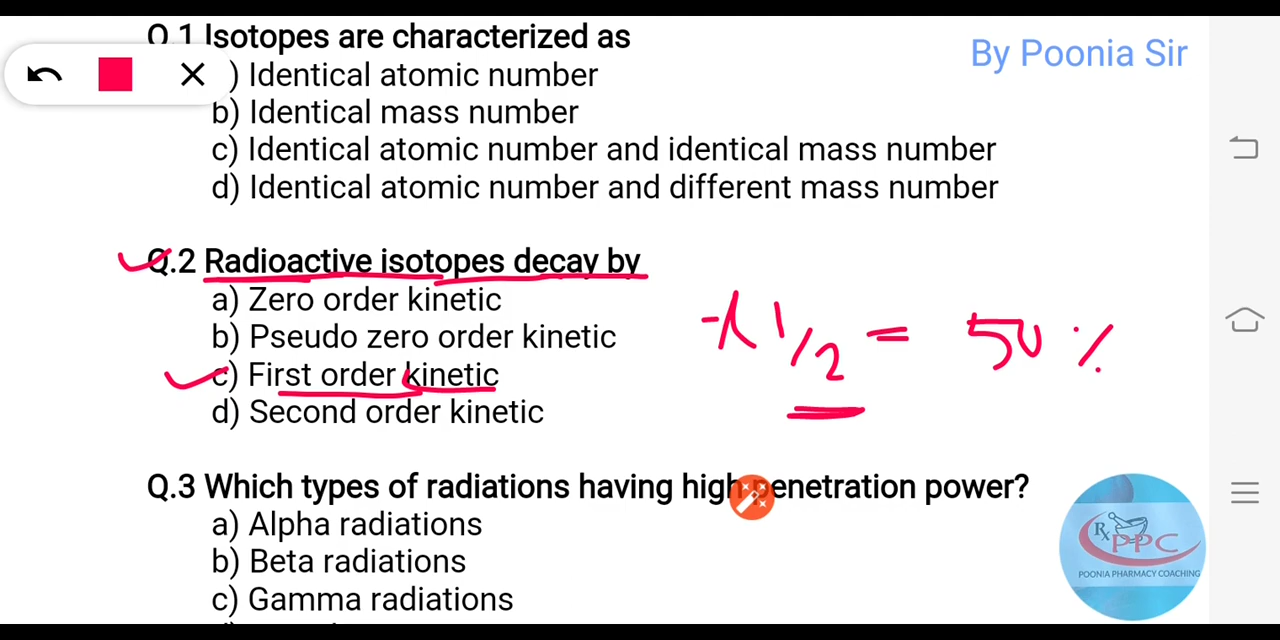 Q.1 Isotopes are characterized as
By Poonia Sir
) Identical atomic number
b) Identical mass number
c) Identical atomic number and identical mass number
d) Identical atomic number and different mass number
Q.2 Radioactive isotopes decay by
a) Zero order kinetic
b) Pseudo zero order kinetic
c) First order kinetic
d) Second order kinetic
t 1/2 = 50 %
Q.3 Which types of radiations having high penetration power?
a) Alpha radiations
b) Beta radiations
c) Gamma radiations
Rx
PPC
POONIA PHARMACY COACHING